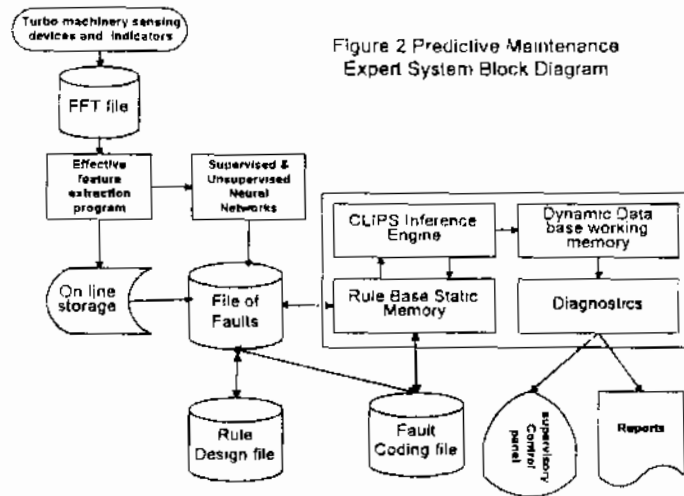 Turbo machinery sensing
devices and indicators
Figure 2 Predictive Maintenance
Expert System Block Diagram
FFT file
Effective
feature
extraction
program
Supervised &
Unsupervised
Neural
Networks
CLIPS Inference
Engine
Dynamic Data
base working
memory
On line
storage
File of
Faults
Rule Base Static
Memory
Diagnostics
Rule
Design file
Fault
Coding file
supervisory
Control
panel
Reports